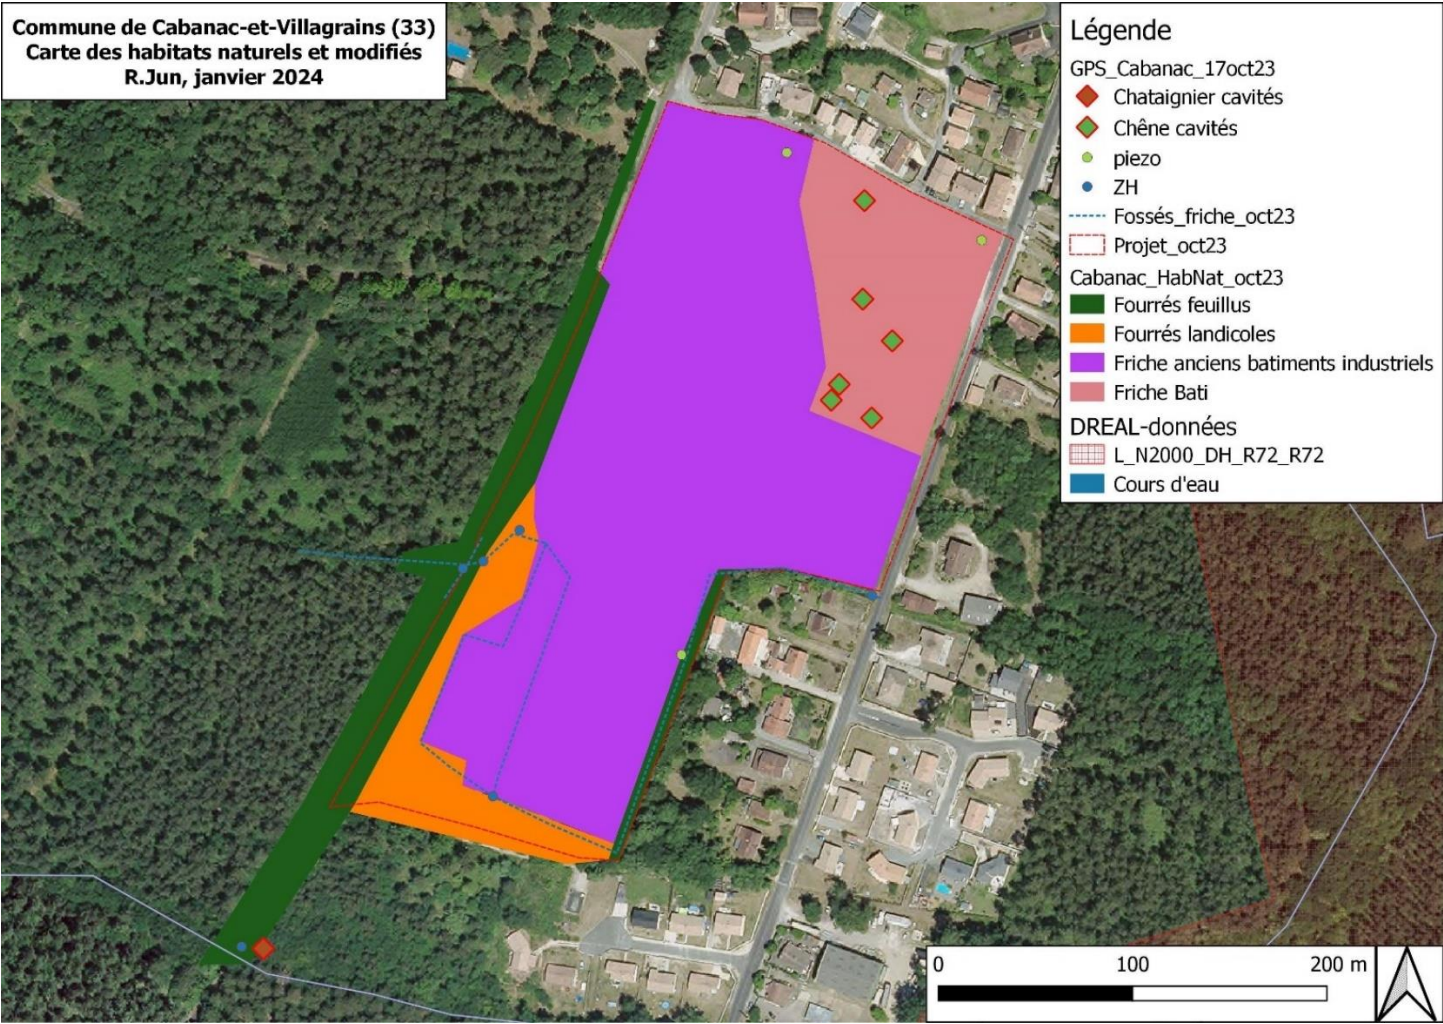 Commune de Cabanac-et-Villagrains (33)
Carte des habitats naturels et modifiés
R.Jun, janvier 2024
Légende
GPS_Cabanac_17oct23
Chataignier cavités
Chêne cavités
piezo
ZH
Fossés_friche_oct23
Projet_oct23
Cabanac_HabNat_oct23
Fourrés feuillus
Fourrés landicoles
Friche anciens batiments industriels
Friche Bati
DREAL-données
L_N2000_DH_R72_R72
Cours d'eau
0 100 200 m